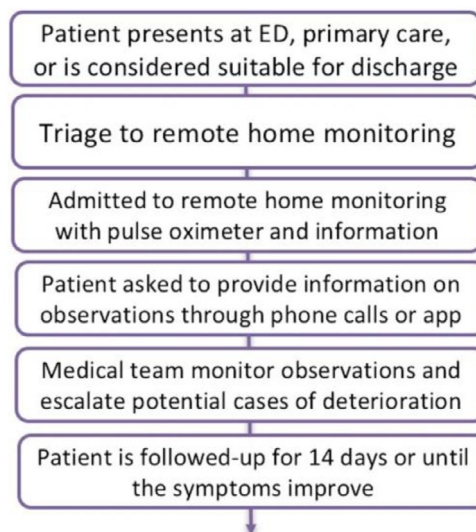 Patient presents at ED, primary care,
or is considered suitable for discharge
Triage to remote home monitoring
Admitted to remote home monitoring
with pulse oximeter and information
Patient asked to provide information on
observations through phone calls or app
Medical team monitor observations and
escalate potential cases of deterioration
Patient is followed-up for 14 days or until
the symptoms improve